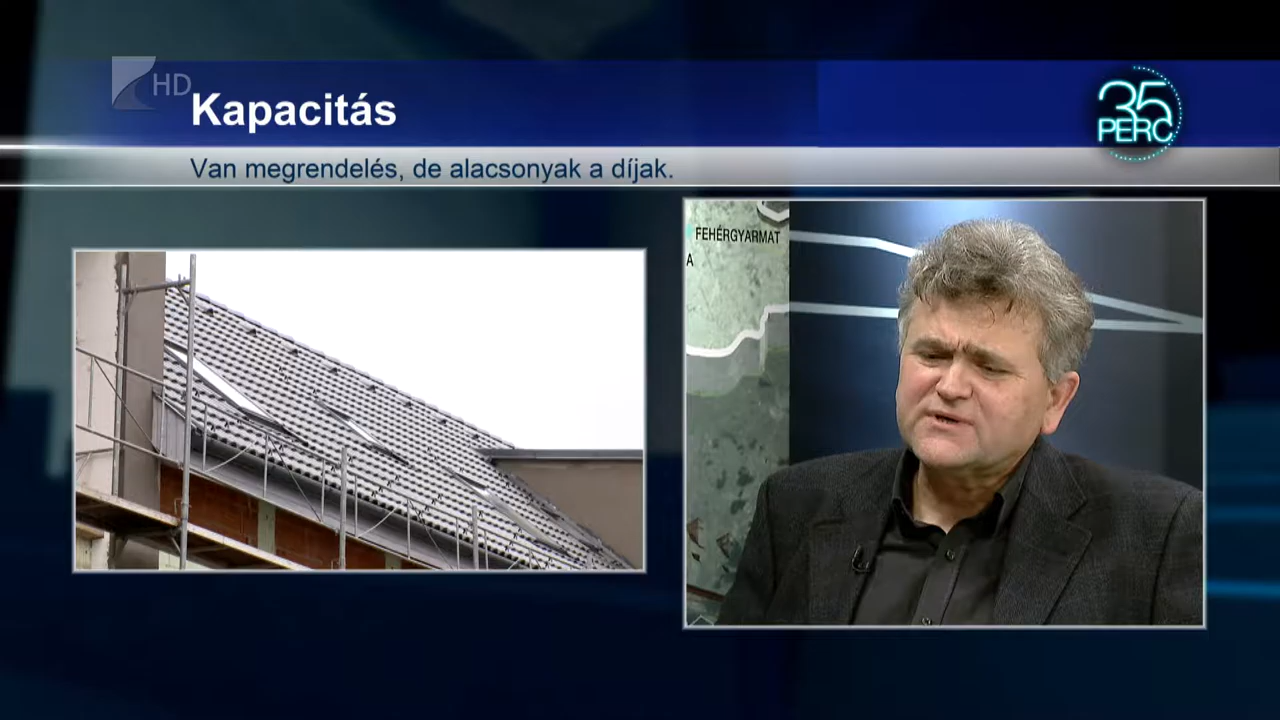 HD
Kapacitás
35
PERC
Van megrendelés, de alacsonyak a díjak.
FEHÉRGYARMAT
A